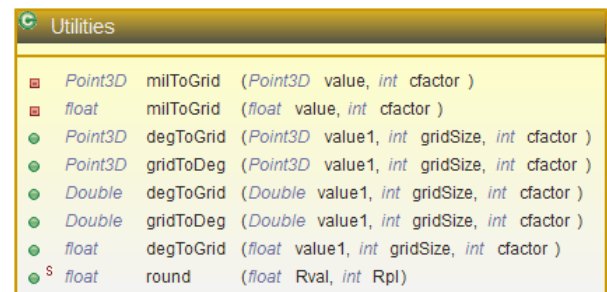 C Utilities
Point3D milToGrid (Point3D value, int cfactor )
float milToGrid (float value, int cfactor )
Point3D degToGrid (Point3D value1, int gridSize, int cfactor )
Point3D gridToDeg (Point3D value1, int gridSize, int cfactor )
Double degToGrid (Double value1, int gridSize, int cfactor )
Double gridToDeg (Double value1, int gridSize, int cfactor )
float degToGrid (float value1, int gridSize, int cfactor )
S float round (float Rval, int Rpl)